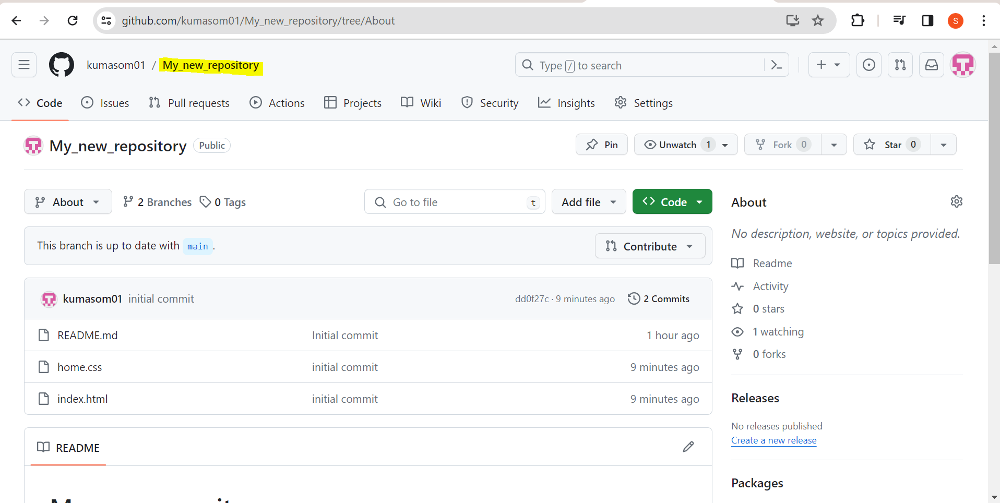 github.com/kumasom01/My_new_repository/tree/About
S
kumasom01 / My_new_repository
Type / to search
Code Issues Pull requests Actions Projects Wiki Security Insights Settings
My_new_repository Public
Pin Unwatch 1 Fork 0 Star 0
About 2 Branches 0 Tags Go to file t Add file Code
This branch is up to date with main .
Contribute
kumasom01 initial commit dd0f27c · 9 minutes ago 2 Commits
README.md Initial commit 1 hour ago
home.css initial commit 9 minutes ago
index.html initial commit 9 minutes ago
README
About
No description, website, or topics provided.
Readme
Activity
0 stars
1 watching
0 forks
Releases
No releases published
Create a new release
Packages